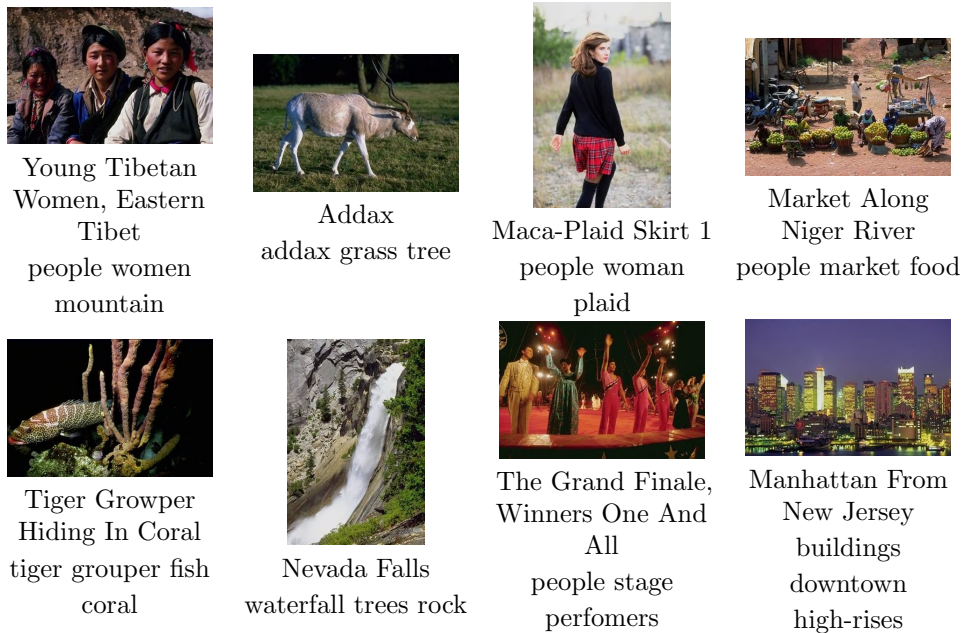 Young Tibetan
Women, Eastern
Tibet
people women
mountain
Addax
addax grass tree
Maca-Plaid Skirt 1
people woman
plaid
Market Along
Niger River
people market food
Tiger Growper
Hiding In Coral
tiger grouper fish
coral
Nevada Falls
waterfall trees rock
The Grand Finale,
Winners One And
All
people stage
perfomers
Manhattan From
New Jersey
buildings
downtown
high-rises